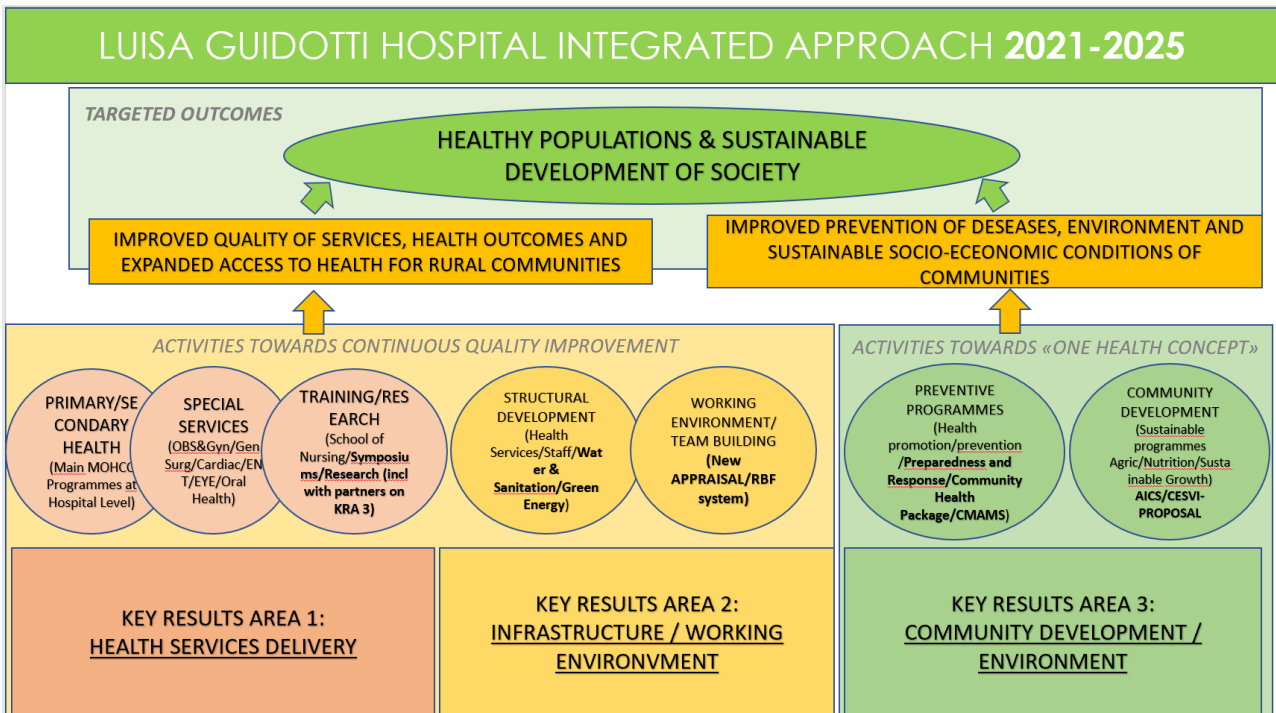 LUISA GUIDOTTI HOSPITAL INTEGRATED APPROACH 2021-2025
TARGETED OUTCOMES
HEALTHY POPULATIONS & SUSTAINABLE
DEVELOPMENT OF SOCIETY
IMPROVED QUALITY OF SERVICES, HEALTH OUTCOMES AND
EXPANDED ACCESS TO HEALTH FOR RURAL COMMUNITIES
IMPROVED PREVENTION OF DESEASES, ENVIRONMENT AND
SUSTAINABLE SOCIO-ECEONOMIC CONDITIONS OF
COMMUNITIES
ACTIVITIES TOWARDS CONTINUOUS QUALITY IMPROVEMENT
PRIMARY/SE
CONDARY
HEALTH
(Main MOHCC
Programmes at
Hospital Level)
SPECIAL
SERVICES
(OBS&Gyn/Gen
Surg/Cardiac/EN
T/EYE/Oral
Health)
TRAINING/RES
EARCH
(School of
Nursing/Symposiu
ms/Research (incl
with partners on
KRA 3)
STRUCTURAL
DEVELOPMENT
(Health
Services/Staff/Wat
er &
Sanitation/Green
Energy)
WORKING
ENVIRONMENT/
TEAM BUILDING
(New
APPRAISAL/RBF
system)
ACTIVITIES TOWARDS «ONE HEALTH CONCEPT»
PREVENTIVE
PROGRAMMES
(Health
promotion/prevention
/Preparedness and
Response/Community
Health
Package/CMAMS)
COMMUNITY
DEVELOPMENT
(Sustainable
programmes
Agric/Nutrition/Susta
inable Growth)
AICS/CESVI-
PROPOSAL
KEY RESULTS AREA 1:
HEALTH SERVICES DELIVERY
KEY RESULTS AREA 2:
INFRASTRUCTURE / WORKING
ENVIRONVMENT
KEY RESULTS AREA 3:
COMMUNITY DEVELOPMENT /
ENVIRONMENT